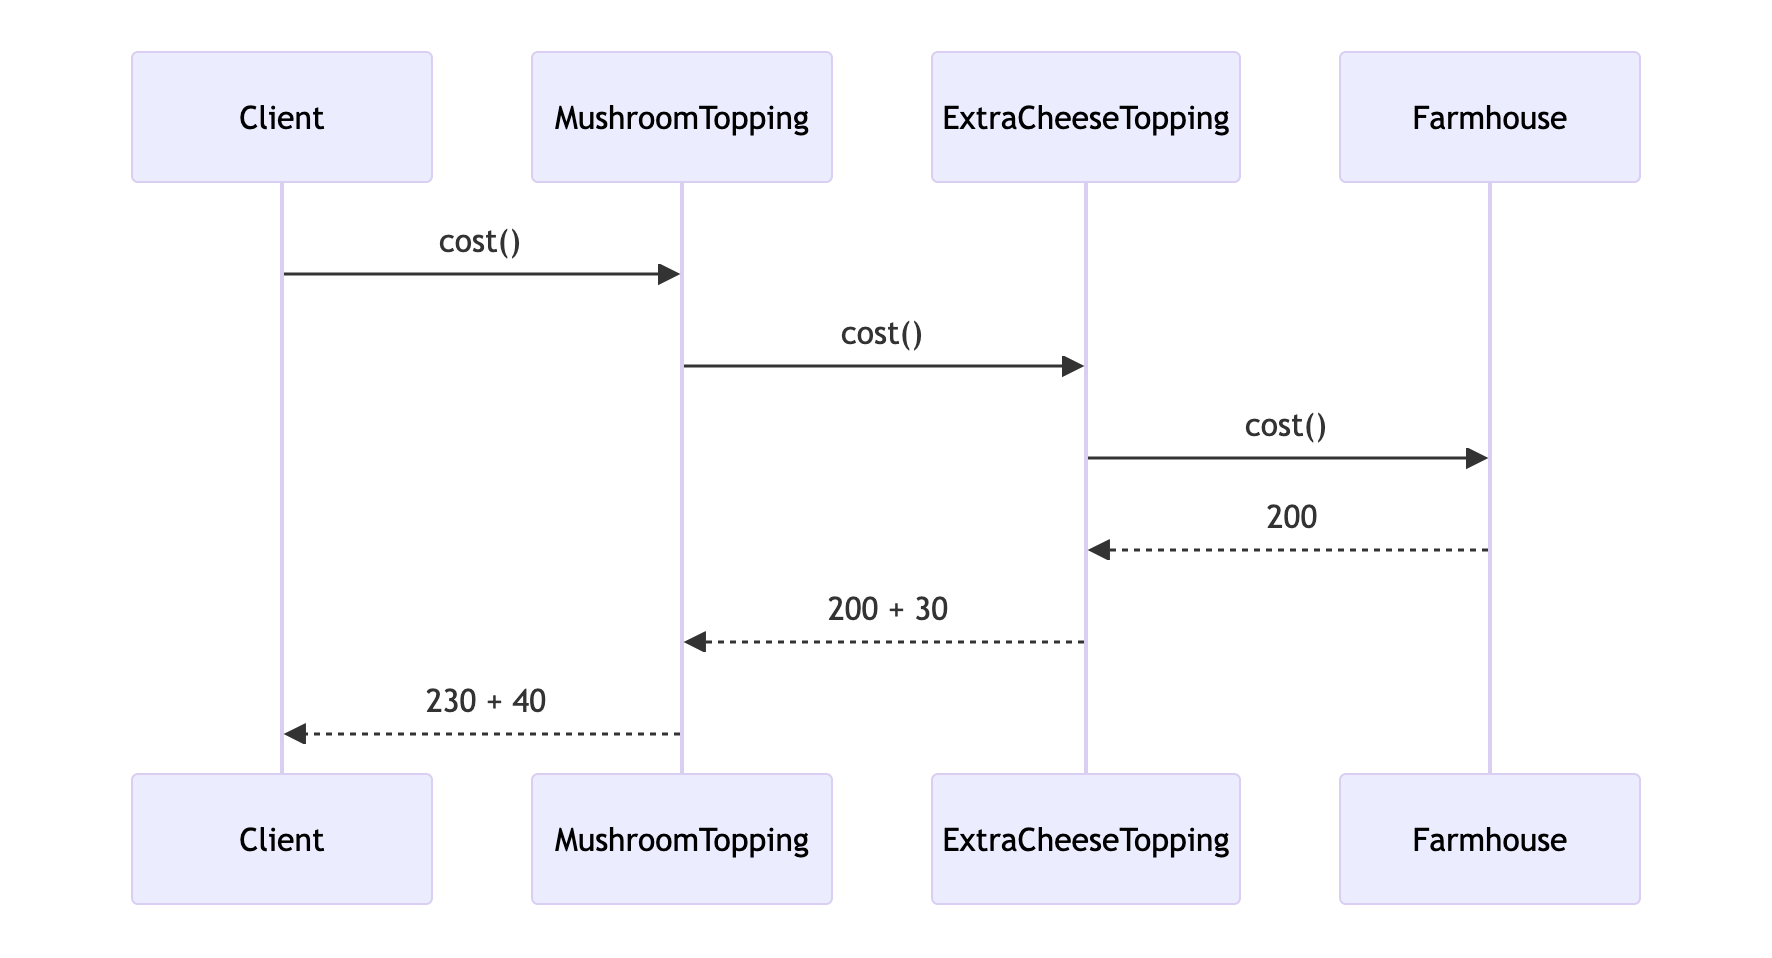 Client
MushroomTopping
ExtraCheeseTopping
Farmhouse
cost()
cost()
cost()
200
200 + 30
230 + 40
Client
MushroomTopping
ExtraCheeseTopping
Farmhouse